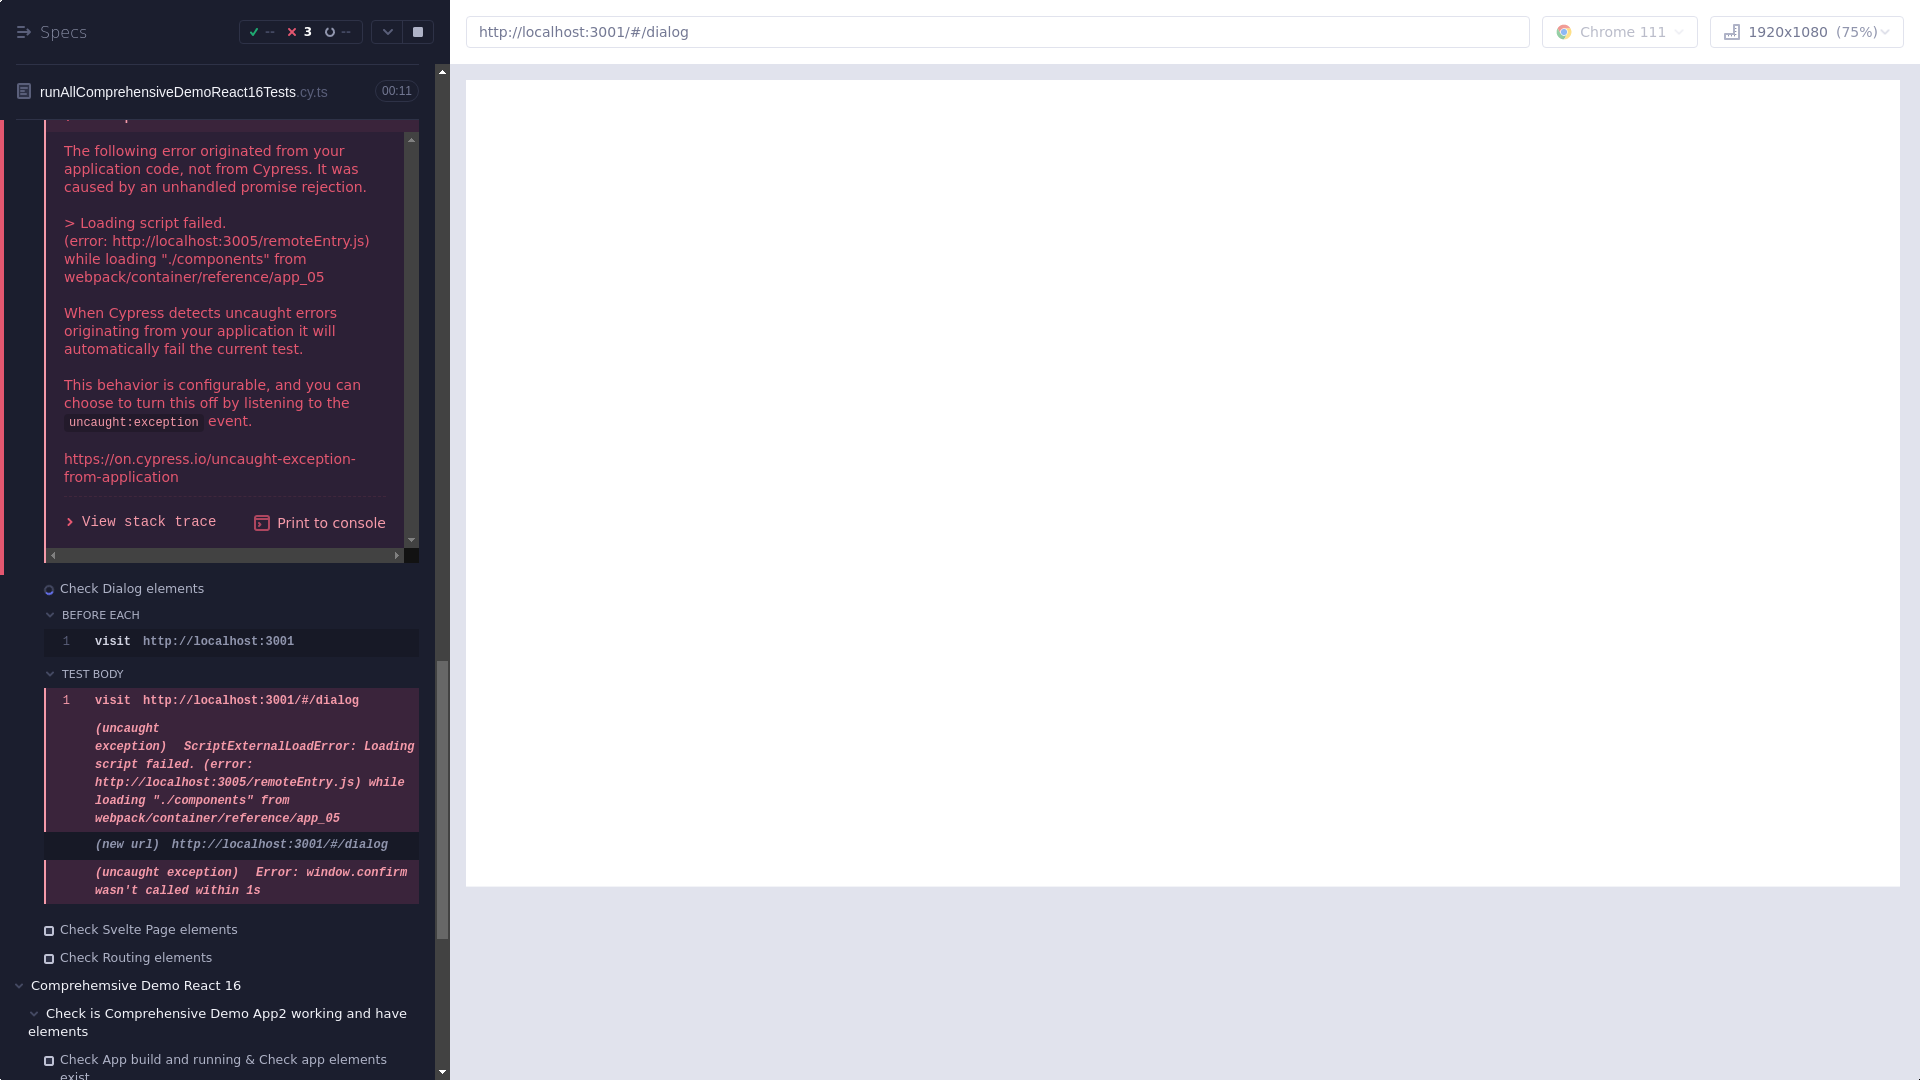 Specs
-- 3 --
http://localhost:3001/#/dialog
Chrome 111
1920x1080 (75%)
runAllComprehensiveDemoReact16Tests.cy.ts
00:11
The following error originated from your
application code, not from Cypress. It was
caused by an unhandled promise rejection.
> Loading script failed.
(error: http://localhost:3005/remoteEntry.js)
while loading "./components" from
webpack/container/reference/app_05
When Cypress detects uncaught errors
originating from your application it will
automatically fail the current test.
This behavior is configurable, and you can
choose to turn this off by listening to the
uncaught:exception event.
https://on.cypress.io/uncaught-exception-
from-application
View stack trace
Print to console
Check Dialog elements
BEFORE EACH
1 visit http://localhost:3001
TEST BODY
1 visit http://localhost:3001/#/dialog
(uncaught
exception) ScriptExternalLoadError: Loading
script failed. (error:
http://localhost:3005/remoteEntry.js) while
loading "./components" from
webpack/container/reference/app_05
(new url) http://localhost:3001/#/dialog
(uncaught exception) Error: window.confirm
wasn't called within 1s
Check Svelte Page elements
Check Routing elements
Comprehemsive Demo React 16
Check is Comprehensive Demo App2 working and have
elements
Check App build and running & Check app elements
exist